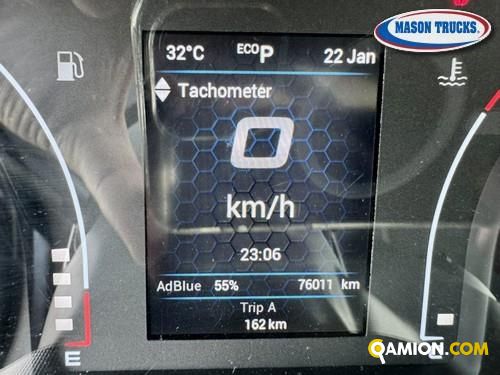 MASON TRUCKS.
32°C ECO P 22 Jan
Tachometer
0
km/h
23:06
AdBlue 55% 76011 km
Trip A
162 km
E
QAMION.COM